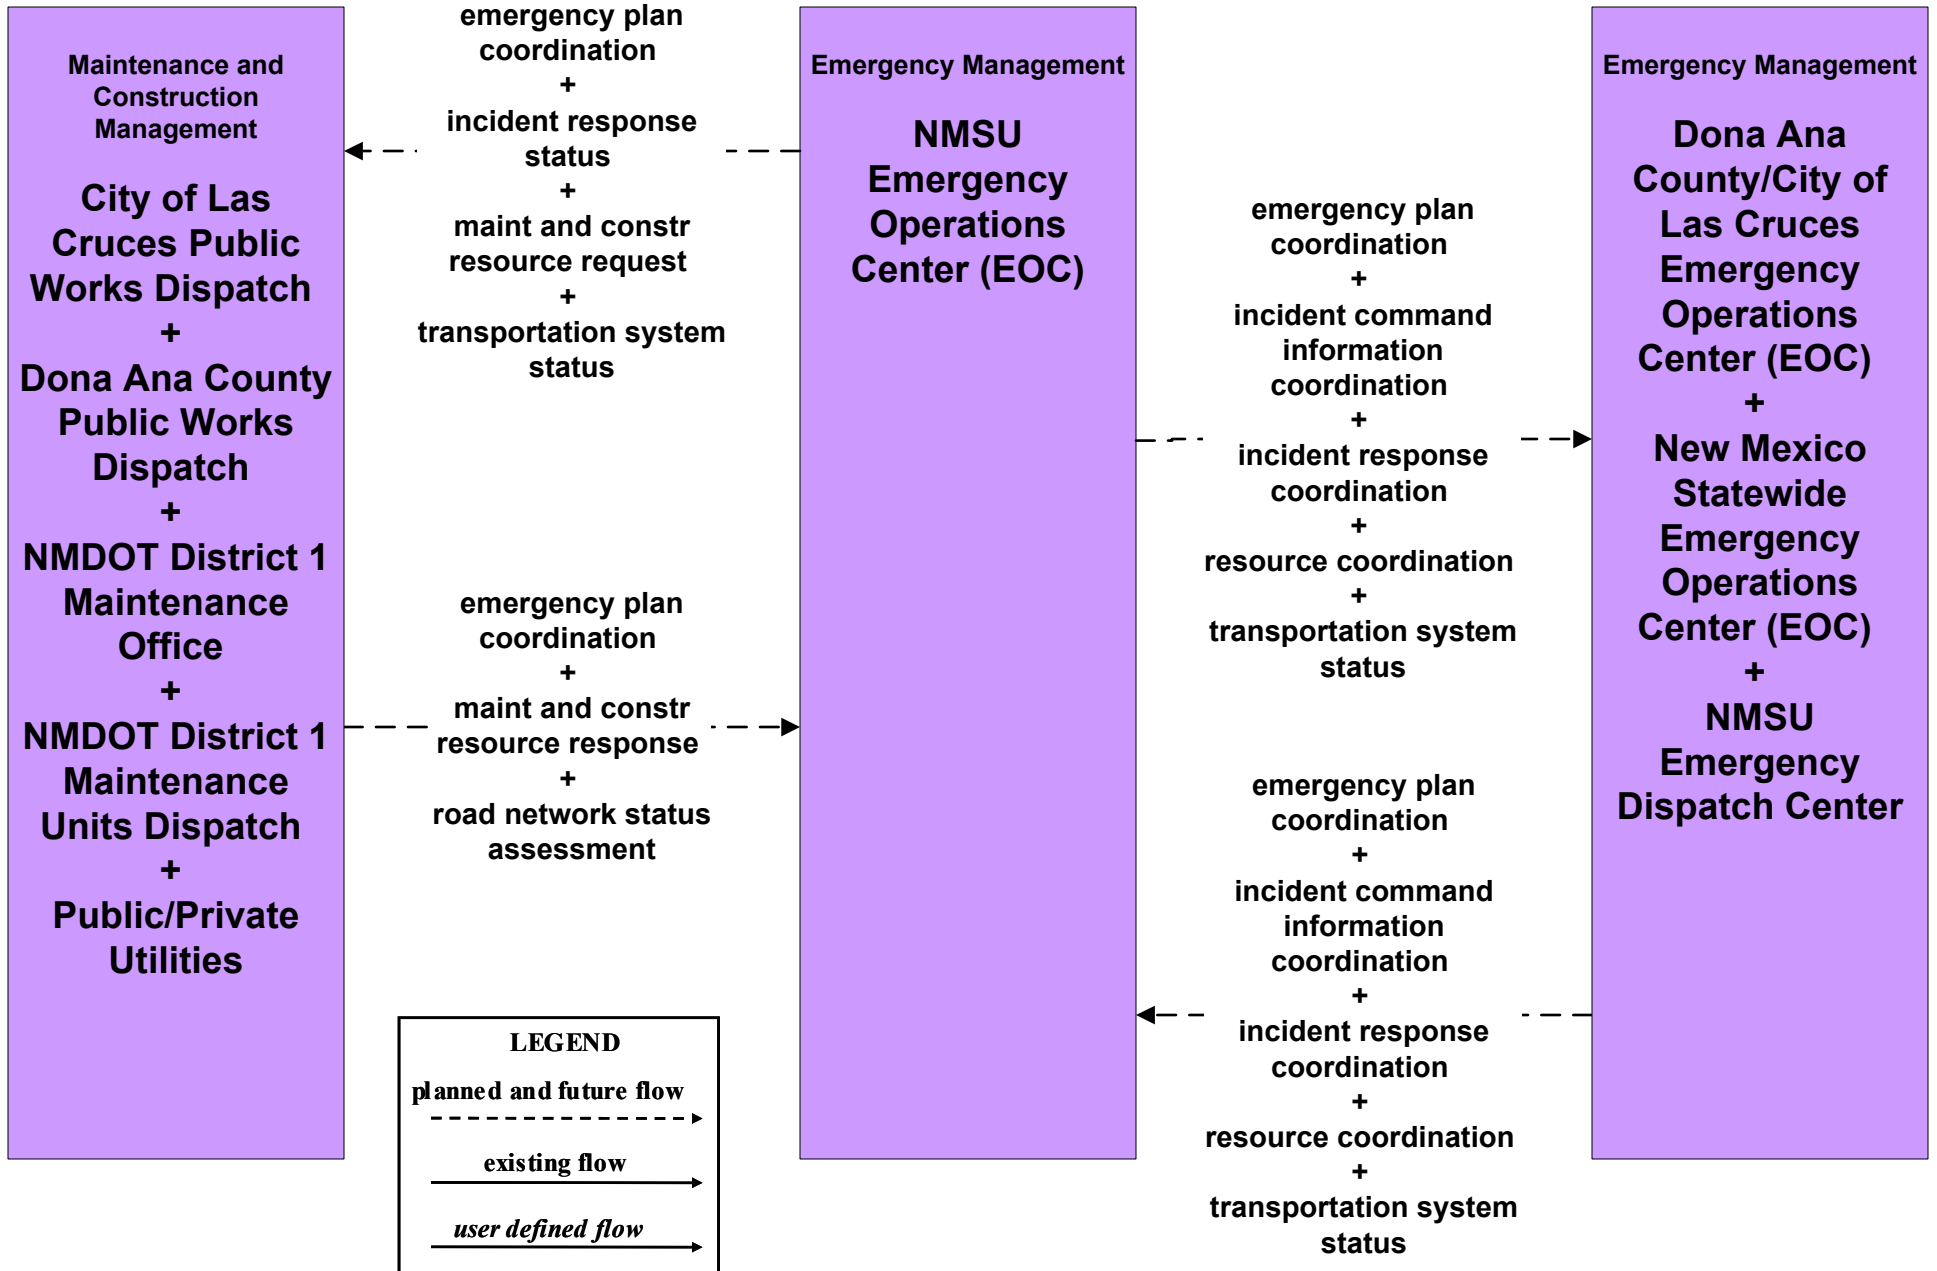 Maintenance and
Construction
Management
City of Las
Cruces Public
Works Dispatch
+
Dona Ana County
Public Works
Dispatch
+
NMDOT District 1
Maintenance
Office
+
NMDOT District 1
Maintenance
Units Dispatch
+
Public/Private
Utilities
emergency plan
coordination
+
incident response
status
+
maint and constr
resource request
+
transportation system
status
emergency plan
coordination
+
maint and constr
resource response
+
road network status
assessment
LEGEND
planned and future flow
existing flow
user defined flow
Emergency Management
NMSU
Emergency
Operations
Center (EOC)
emergency plan
coordination
+
incident command
information
coordination
+
incident response
coordination
+
resource coordination
+
transportation system
status
emergency plan
coordination
+
incident command
information
coordination
+
incident response
coordination
+
resource coordination
+
transportation system
status
Emergency Management
Dona Ana
County/City of
Las Cruces
Emergency
Operations
Center (EOC)
+
New Mexico
Statewide
Emergency
Operations
Center (EOC)
+
NMSU
Emergency
Dispatch Center